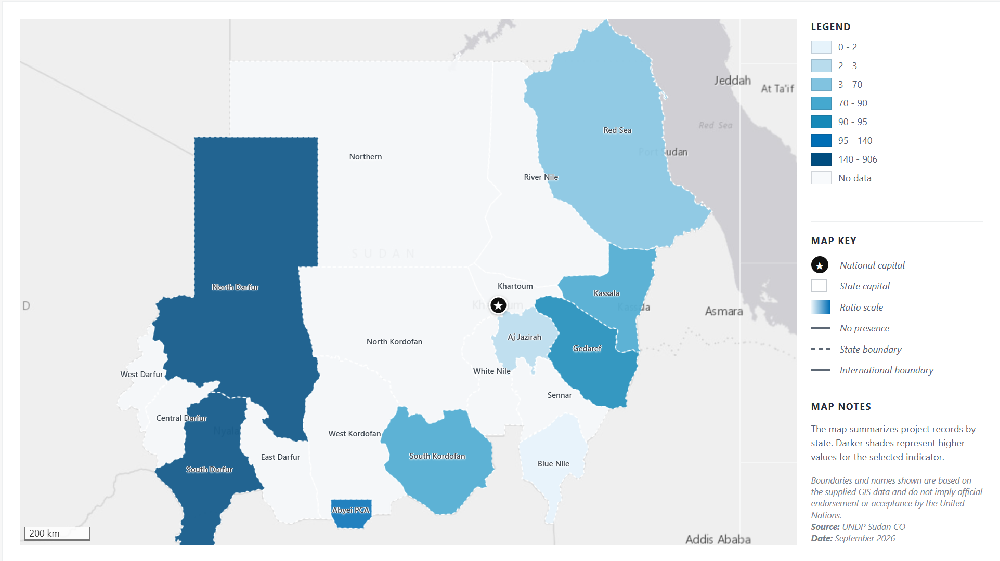 Jeddah
At Ta'if
Red Sea
Red Sea
Port Sudan
Northern
River Nile
SUDAN
North Darfur
Khartoum
Kassala
Khartoum
Kassala
Asmara
D
Aj Jazirah
North Kordofan
Gedaref
West Darfur
White Nile
Sennar
Central Darfur
Nyala
West Kordofan
South Kordofan
East Darfur
Blue Nile
South Darfur
Abyei PCA
200 km
Addis Ababa
LEGEND
0 - 2
2 - 3
3 - 70
70 - 90
90 - 95
95 - 140
140 - 906
No data
MAP KEY
National capital
State capital
Ratio scale
No presence
State boundary
International boundary
MAP NOTES
The map summarizes project records by
state. Darker shades represent higher
values for the selected indicator.
Boundaries and names shown are based on
the supplied GIS data and do not imply official
endorsement or acceptance by the United
Nations.
Source: UNDP Sudan CO
Date: September 2026